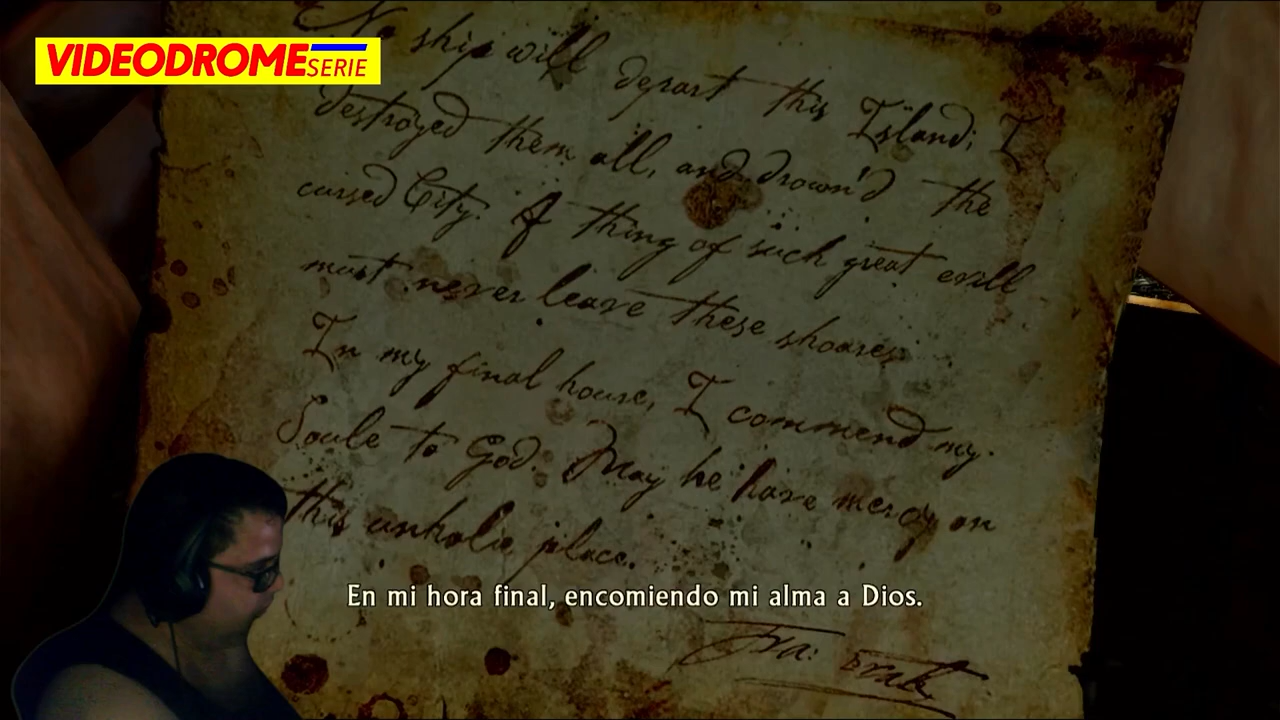 VIDEODROME
SERIE
No ship will depart this Island; I
destroyed them all, and drown'd the
cursed City. A thing of such great evill
must never leave these shoares.
In my final houre, I commend my
Soule to God. May he have mercy on
this unholie place.
En mi hora final, encomiendo mi alma a Dios.
Fra: Drak